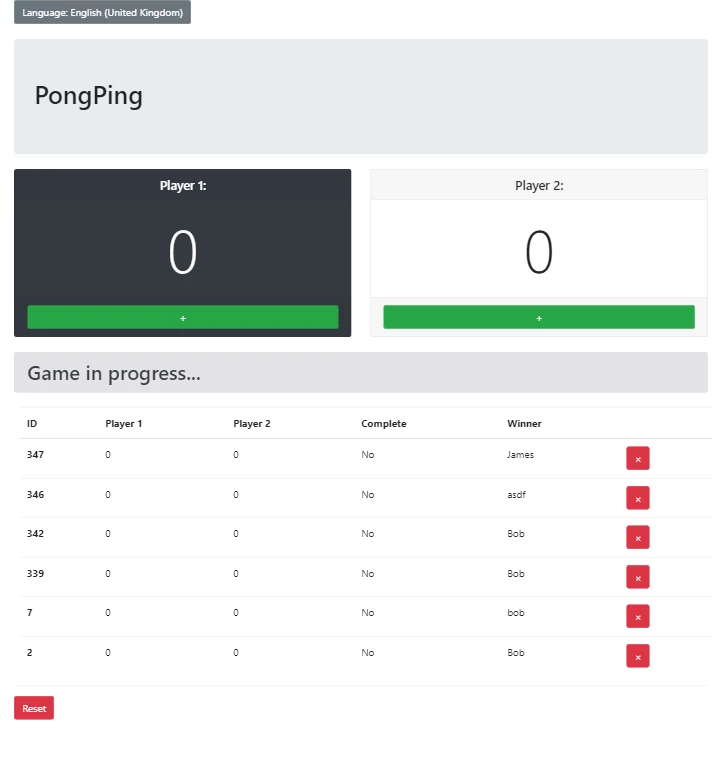 Language: English (United Kingdom)
PongPing
Player 1: Player 2:
0 0
+ +
Game in progress...
ID Player 1 Player 2 Complete Winner
347 0 0 No James ×
346 0 0 No asdf ×
342 0 0 No Bob ×
339 0 0 No Bob ×
7 0 0 No bob ×
2 0 0 No Bob ×
Reset